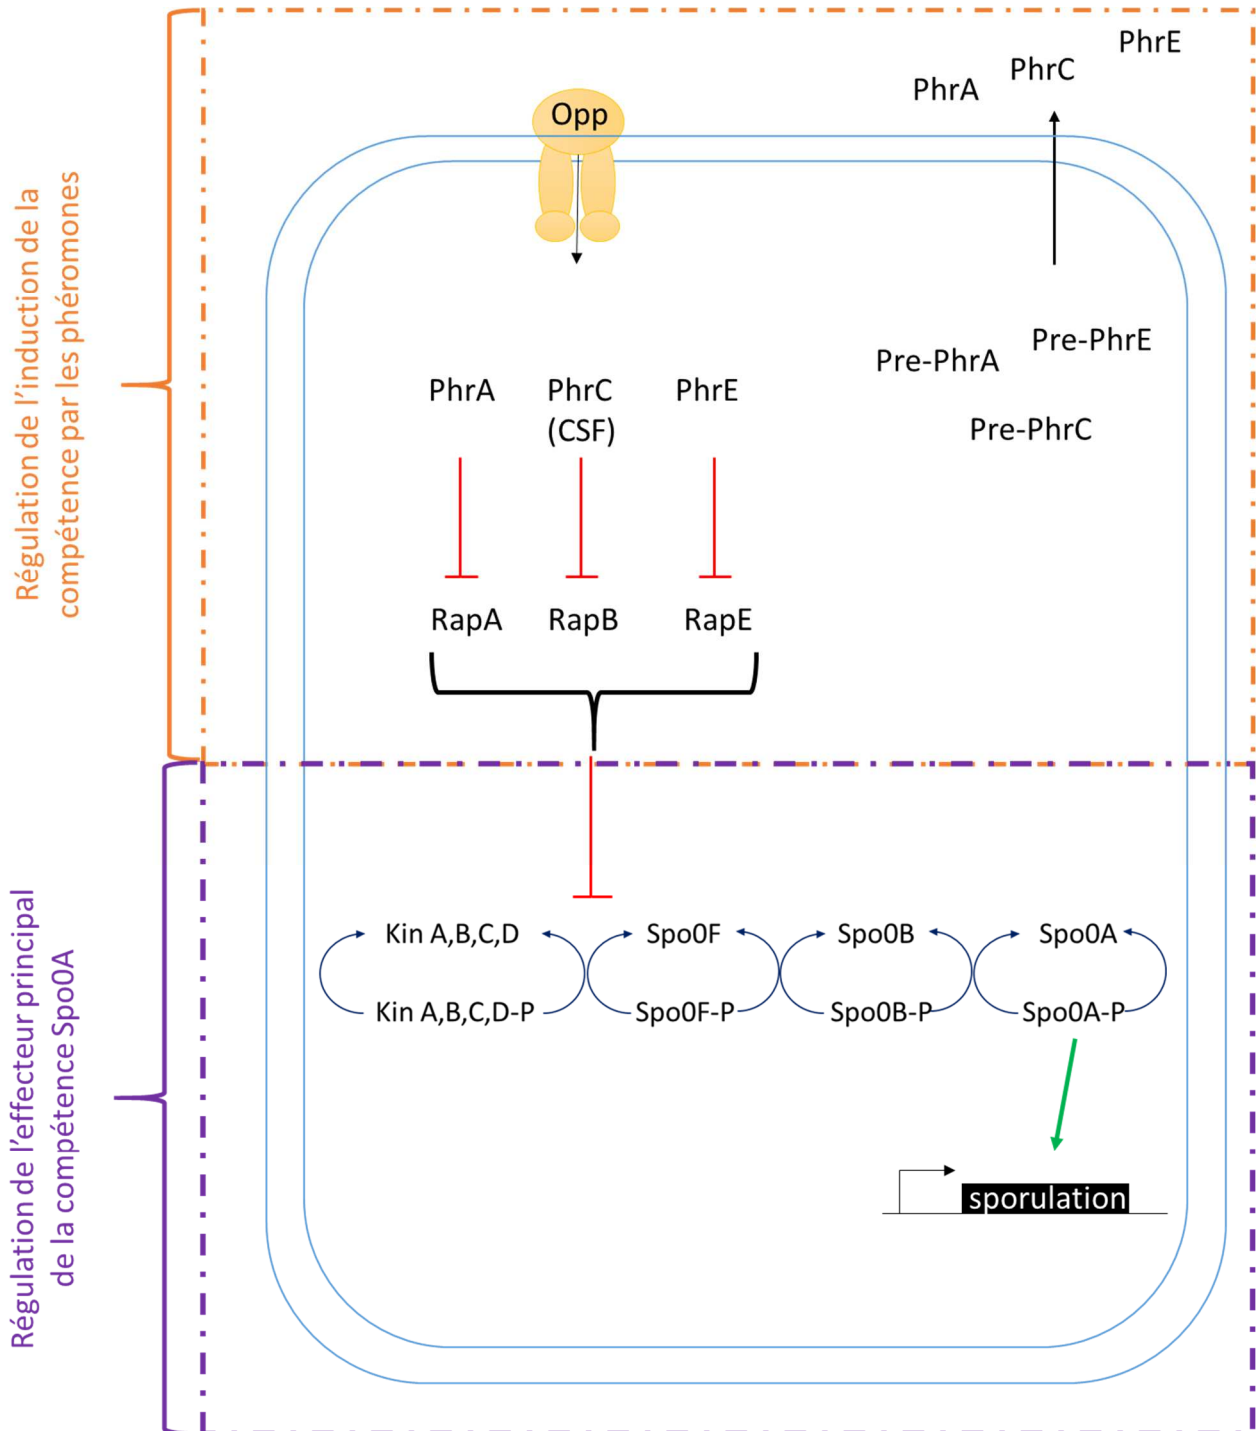 PhrE
PhrC
PhrA
Opp
Régulation de l'induction de la
compétence par les phéromones
Pre-PhrE
Pre-PhrA
Pre-PhrC
PhrA
PhrC
(CSF)
PhrE
RapA
RapB
RapE
Régulation de l'effecteur principal
de la compétence Spo0A
Kin A,B,C,D
Spo0F
Spo0B
Spo0A
Kin A,B,C,D-P
Spo0F-P
Spo0B-P
Spo0A-P
sporulation